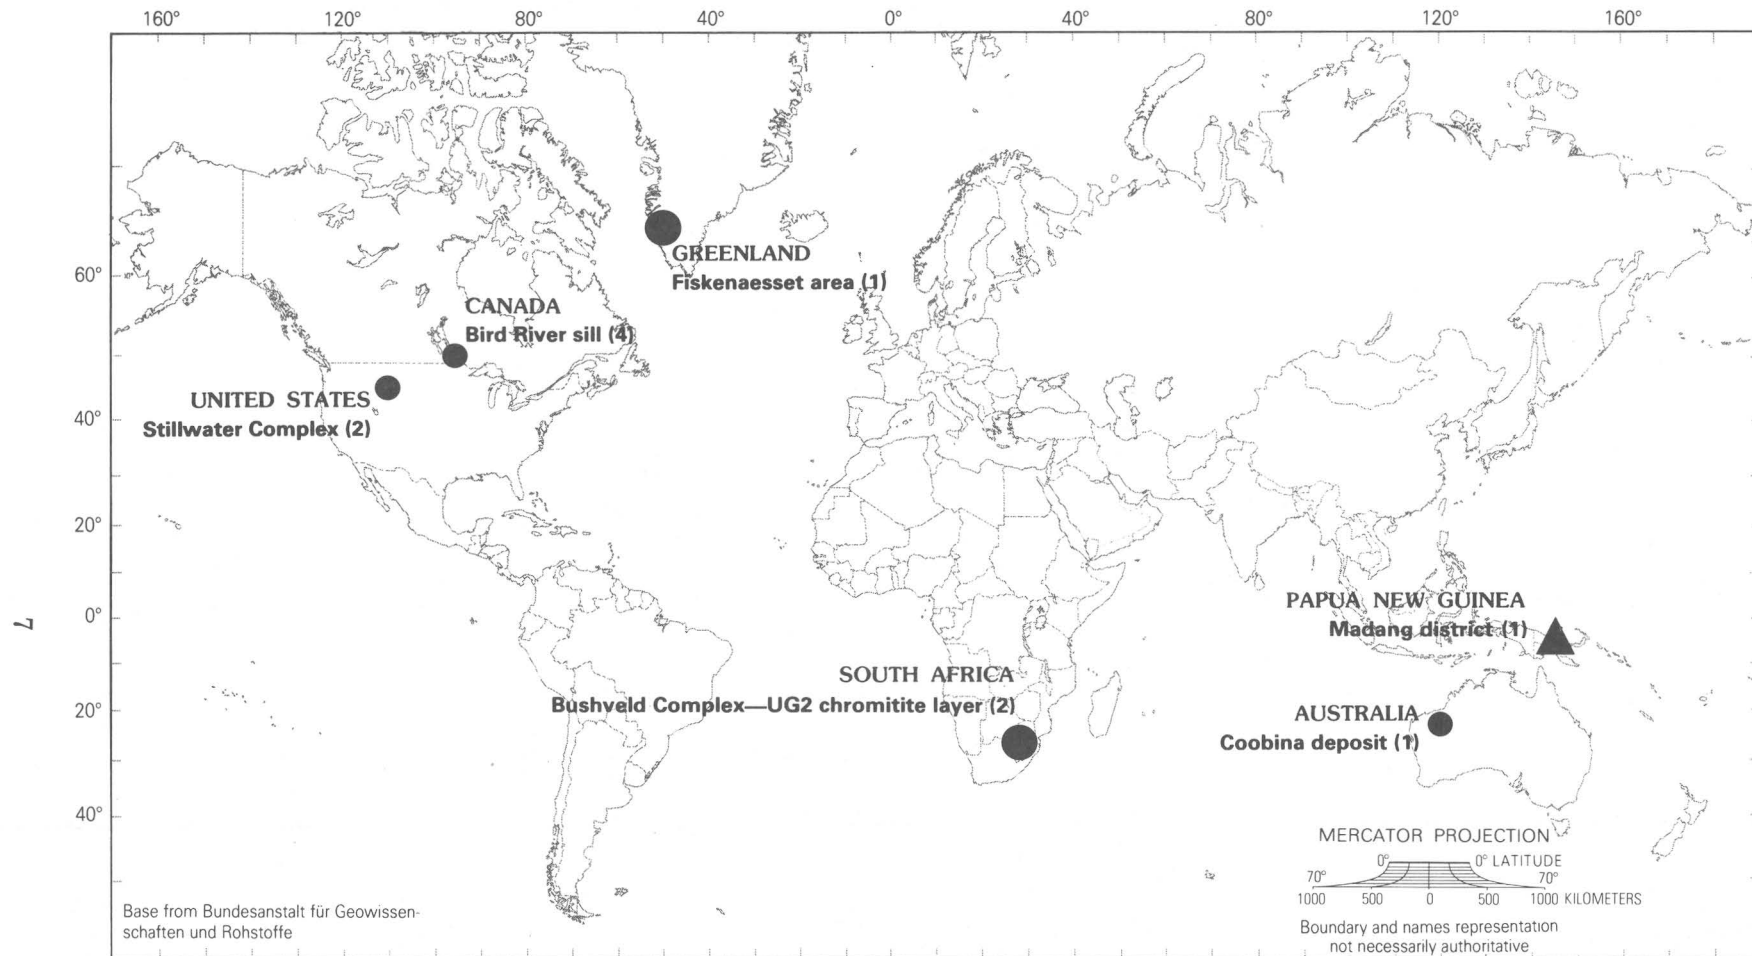 160° 120° 80° 40° 0° 40° 80° 120° 160°
GREENLAND
Fiskenaesset area (1)
60°
CANADA
Bird River sill (4)
UNITED STATES
Stillwater Complex (2)
40°
20°
0°
PAPUA NEW GUINEA
Madang district (1)
SOUTH AFRICA
Bushveld Complex—UG2 chromitite layer (2)
20°
AUSTRALIA
Coobina deposit (1)
40°
MERCATOR PROJECTION
0° 0° LATITUDE
70° 70°
1000 500 0 500 1000 KILOMETERS
Boundary and names representation
not necessarily authoritative
Base from Bundesanstalt für Geowissen-
schaften und Rohstoffe
7